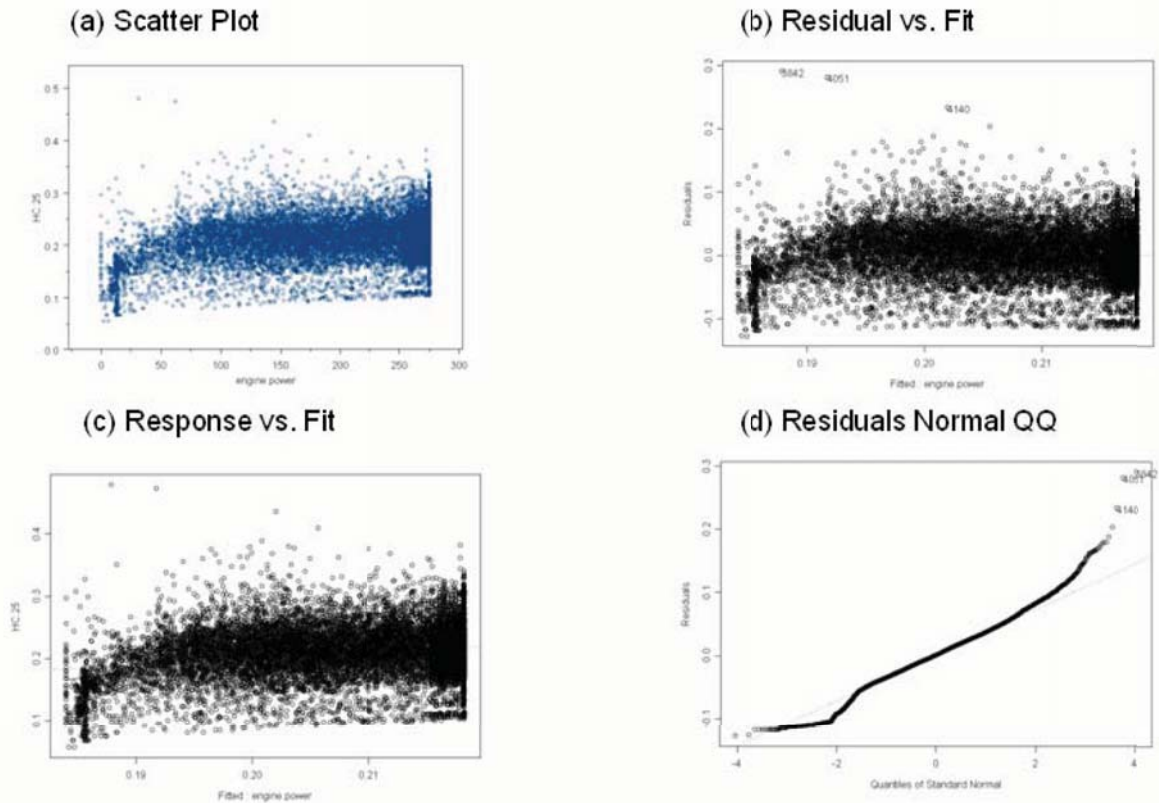 (a) Scatter Plot
HC.25
0.5
0.4
0.3
0.2
0.1
0.0
0 50 100 150 200 250 300
engine power
(b) Residual vs. Fit
Residuals
0.3
0.2
0.1
0.0
-0.1
4051
4140
0.19 0.20 0.21
Fitted : engine power
(c) Response vs. Fit
HC.25
0.4
0.3
0.2
0.1
0.19 0.20 0.21
Fitted : engine power
(d) Residuals Normal QQ
Residuals
0.3
0.2
0.1
0.0
-0.1
4051
4140
-4 -2 0 2 4
Quantiles of Standard Normal